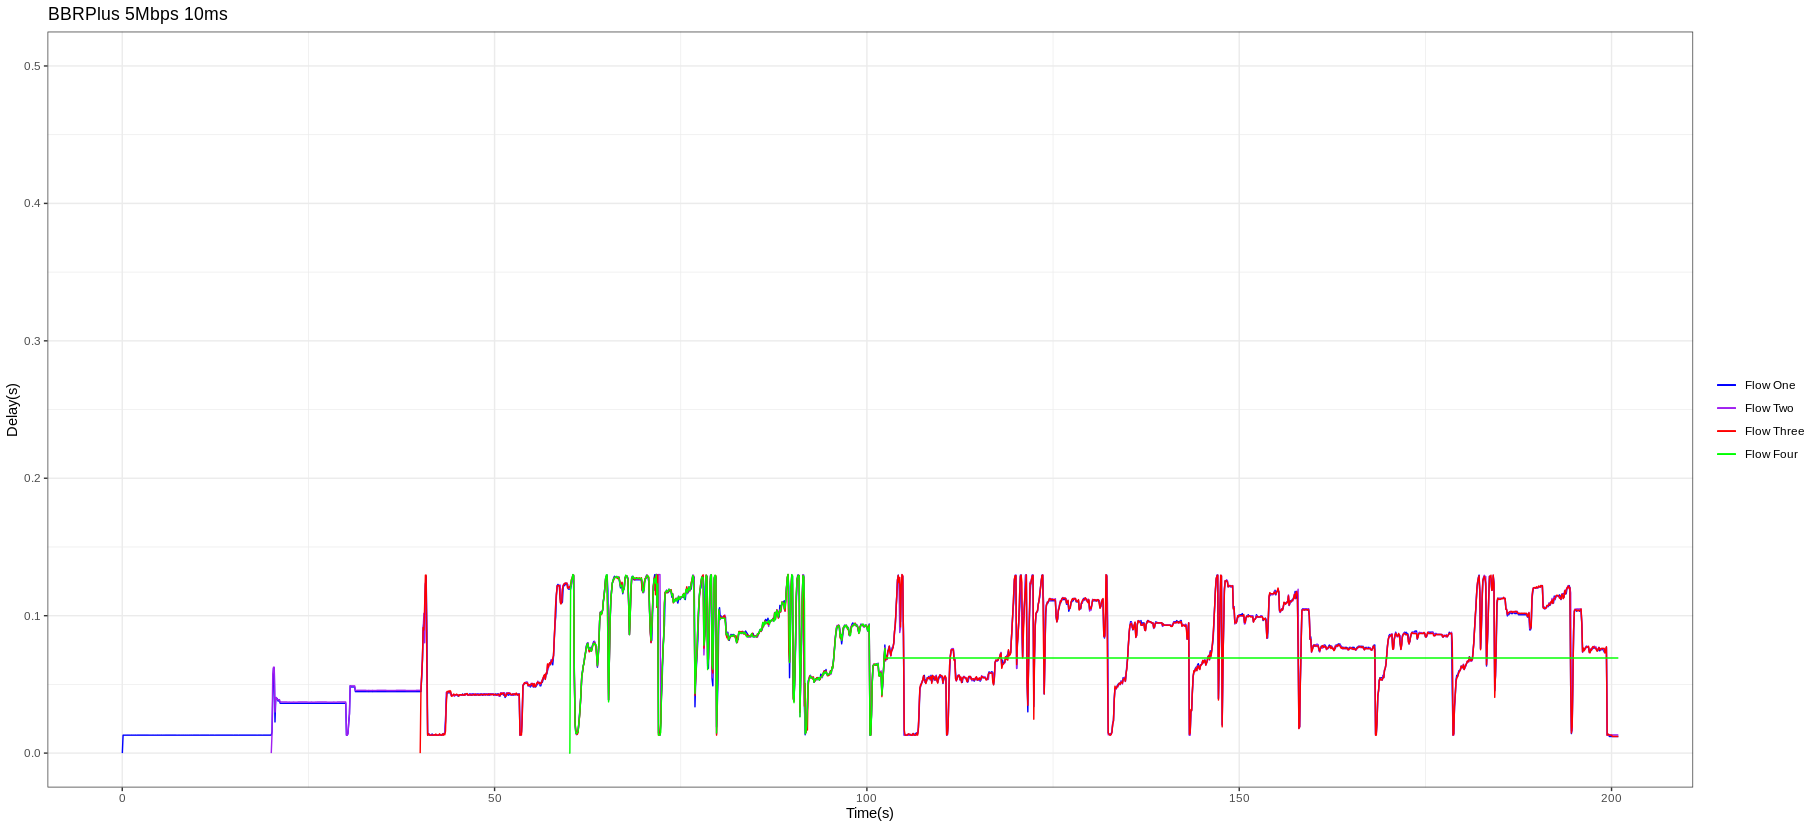 BBRPlus 5Mbps 10ms
Delay(s)
0.5
0.4
0.3
0.2
0.1
0.0
0 50 100 150 200
Time(s)
Flow One
Flow Two
Flow Three
Flow Four